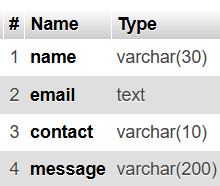 # Name Type
1 name varchar(30)
2 email text
3 contact varchar(10)
4 message varchar(200)